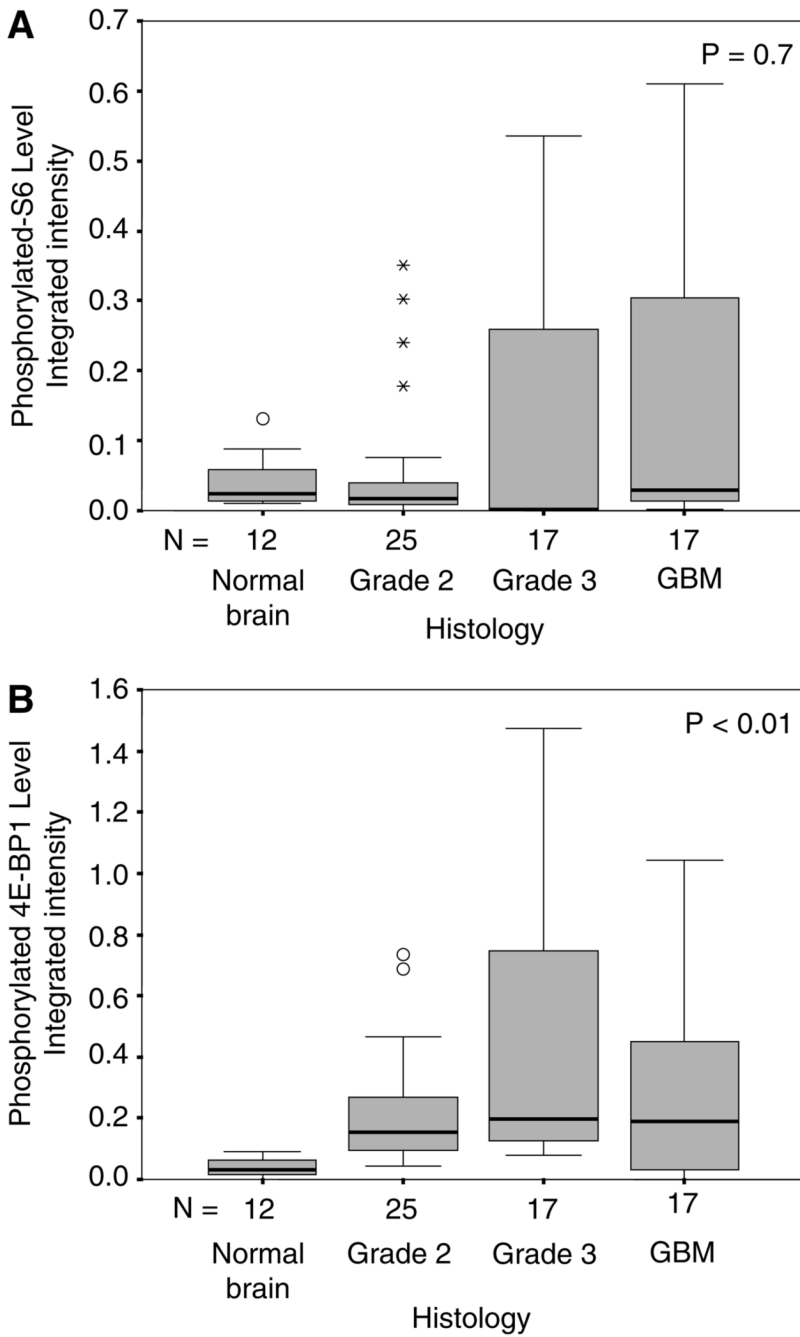 A
P = 0.7
Phosphorylated-S6 Level
Integrated intensity
0.7
0.6
0.5
0.4
0.3
0.2
0.1
0.0
N = 12 25 17 17
Normal brain Grade 2 Grade 3 GBM
Histology
B
P < 0.01
Phosphorylated 4E-BP1 Level
Integrated intensity
1.6
1.4
1.2
1.0
0.8
0.6
0.4
0.2
0.0
N = 12 25 17 17
Normal brain Grade 2 Grade 3 GBM
Histology